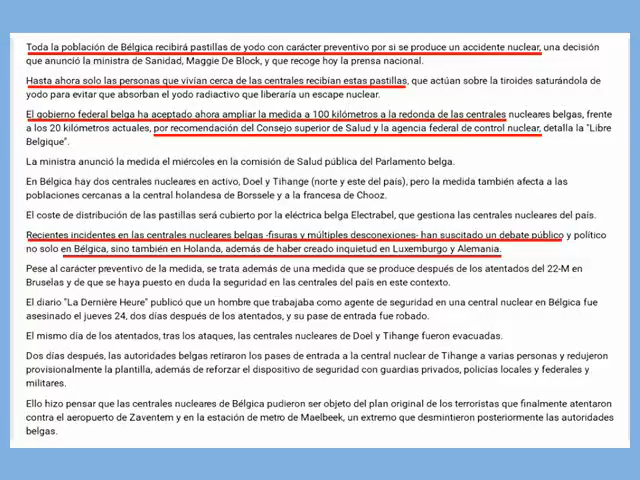 Toda la población de Bélgica recibirá pastillas de yodo con carácter preventivo por si se produce un accidente nuclear, una decisión
que anunció la ministra de Sanidad, Maggie De Block, y que recoge hoy la prensa nacional.
Hasta ahora solo las personas que vivían cerca de las centrales recibían estas pastillas, que actúan sobre la tiroides saturándola de
yodo para evitar que absorban el yodo radiactivo que liberaría un escape nuclear.
El gobierno federal belga ha aceptado ahora ampliar la medida a 100 kilómetros a la redonda de las centrales nucleares belgas, frente
a los 20 kilómetros actuales, por recomendación del Consejo superior de Salud y la agencia federal de control nuclear, detalla la "Libre
Belgique".
La ministra anunció la medida el miércoles en la comisión de Salud pública del Parlamento belga.
En Bélgica hay dos centrales nucleares en activo, Doel y Tihange (norte y este del país), pero la medida también afecta a las
poblaciones cercanas a la central holandesa de Borssele y a la francesa de Chooz.
El coste de distribución de las pastillas será cubierto por la eléctrica belga Electrabel, que gestiona las centrales nucleares del país.
Recientes incidentes en las centrales nucleares belgas -fisuras y múltiples desconexiones- han suscitado un debate público y político
no solo en Bélgica, sino también en Holanda, además de haber creado inquietud en Luxemburgo y Alemania.
Pese al carácter preventivo de la medida, se trata además de una medida que se produce después de los atentados del 22-M en
Bruselas y de que se haya puesto en duda la seguridad en las centrales del país en este contexto.
El diario "La Dernière Heure" publicó que un hombre que trabajaba como agente de seguridad en una central nuclear en Bélgica fue
asesinado el jueves 24, dos días después de los atentados, y su pase de entrada fue robado.
El mismo día de los atentados, tras los ataques, las centrales nucleares de Doel y Tihange fueron evacuadas.
Dos días después, las autoridades belgas retiraron los pases de entrada a la central nuclear de Tihange a varias personas y redujeron
provisionalmente la plantilla, además de reforzar el dispositivo de seguridad con guardias privados, policías locales y federales y
militares.
Ello hizo pensar que las centrales nucleares de Bélgica pudieron ser objeto del plan original de los terroristas que finalmente atentaron
contra el aeropuerto de Zaventem y en la estación de metro de Maelbeek, un extremo que desmintieron posteriormente las autoridades
belgas.